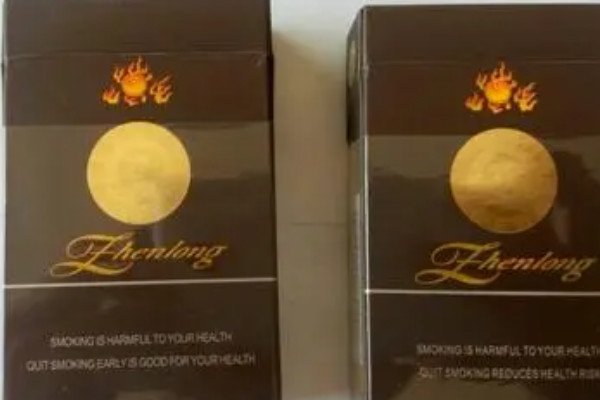 Zhenlong
SMOKING IS HARMFUL TO YOUR HEALTH
QUIT SMOKING EARLY IS GOOD FOR YOUR HEALTH
Zhenlong
SMOKING IS HARMFUL TO YOUR HEALTH
QUIT SMOKING REDUCES HEALTH RISK